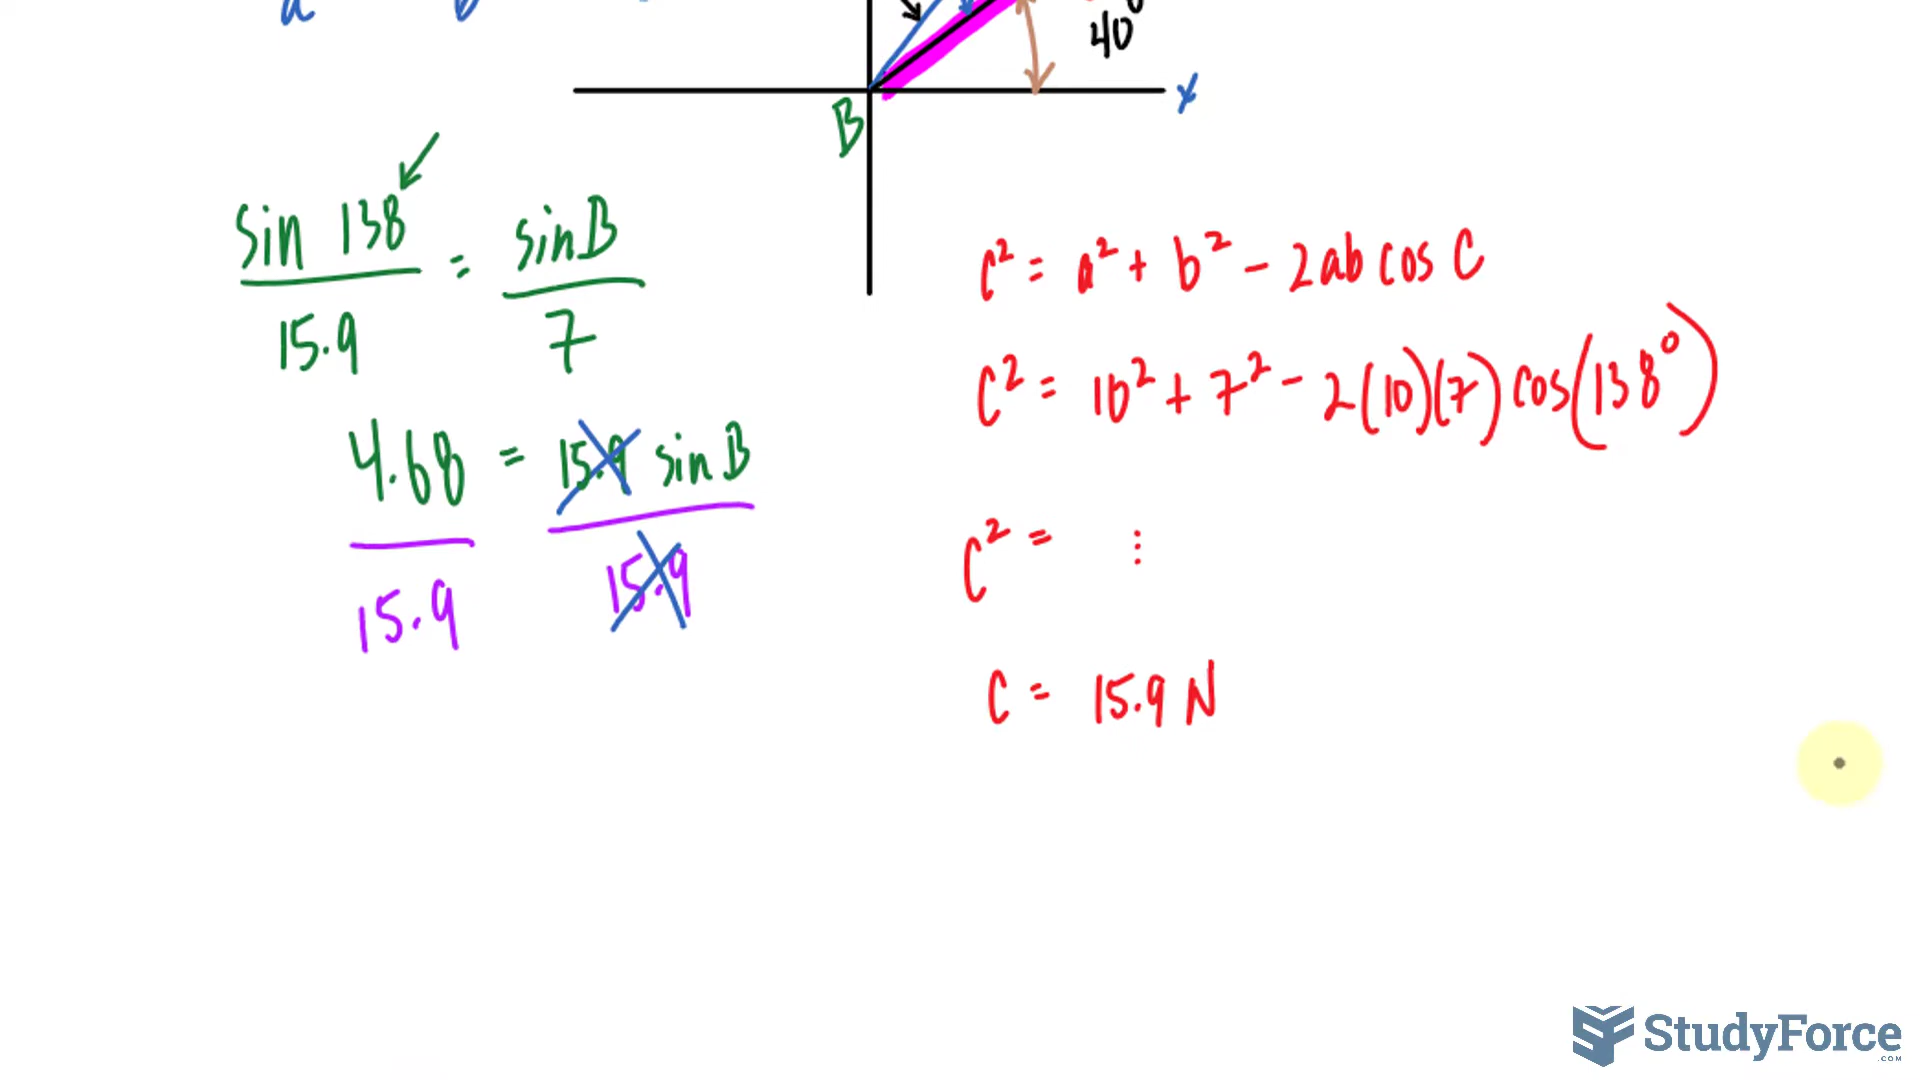 40°
x
B
sin 138 / 15.9 = sin B / 7
4.68 / 15.9 = 15.9 sin B / 15.9
c² = a² + b² - 2ab cos C
c² = 10² + 7² - 2(10)(7) cos(138°)
c² = ⋮
c = 15.9 N
StudyForce
.COM